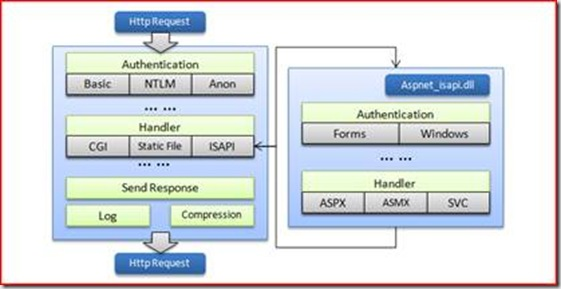 Http Request
Authentication
Basic NTLM Anon
... ...
Handler
CGI Static File ISAPI
... ...
Send Response
Log Compression
Http Request
Aspnet_isapi.dll
Authentication
Forms Windows
... ...
Handler
ASPX ASMX SVC